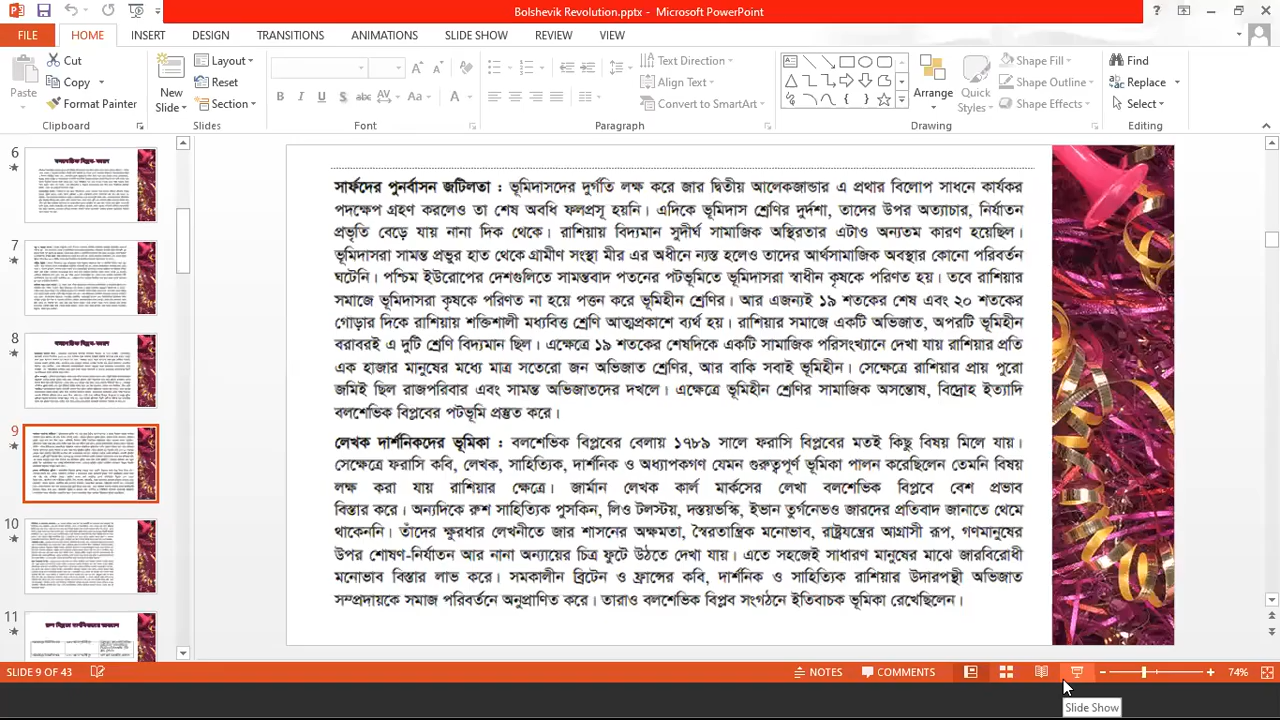 Bolshevik Revolution.pptx - Microsoft PowerPoint
FILE HOME INSERT DESIGN TRANSITIONS ANIMATIONS SLIDE SHOW REVIEW VIEW
Cut Layout Text Direction Shape Fill Find
Copy Reset Align Text Shape Outline Replace
Paste Format Painter New Slide Section Convert to SmartArt Arrange Quick Styles Shape Effects Select
Clipboard Slides Font Paragraph Drawing Editing
6
7
8
9
10
11
সার্ফদের পুনর্বাসন জটিলতা : ভূমিদাসদের দুর্গতি লক্ষ করে জার দ্বিতীয় আলেকজান্ডার এ প্রথার বিলোপ সাধনে কার্যকর
পদক্ষেপ গ্রহণ করলেও তা শেষ অবধি ফলপ্রসূ হয়নি। এদিকে ভূমিদাস শ্রেণির দুদশা, তাদের উপর অত্যাচার, নির্যাতন
প্রভৃতি বেড়ে যায় নানা দিক থেকে। রাশিয়ায় বিদ্যমান সুদীর্ঘ সামাজিক অস্থিরতার এটাও অন্যতম কারণ হয়েছিল।
ভূমিদাসরা সামন্ত প্রভুর হাত ছেড়ে গ্রামীণ সংস্থা মীর এর অধীনে ন্যস্ত হলেও তাদের আর্থসামাজিক অবস্থার কোনো পরিবর্তন
ঘটেনি। পশ্চিম ইউরোপের দেশগুলোতে সামন্তবাদ পতনের পটভূমিতে ভূমিদাসরা স্বাধীন কৃষকে পরিণত হয়। তবে রাশিয়ার
সমাজে ভূমিদাসরা কৃষকে পরিণত না হয়ে পত্তন করে ভূমিহীন শ্রেণির। আর এজন্যই ১৯ শতকের শেষ এবং ২০ শতকের
গোড়ার দিকে রাশিয়ায় শক্তিশালী মধ্যবিত্ত শ্রেণি আত্মপ্রকাশে ব্যর্থ হয়। রাশিয়ার সমাজে একটি অভিজাত, অপরটি ভূমিহীন
বরাবরই এ দুটি শ্রেণি বিদ্যমান ছিল। এক্ষেত্রে ১৯ শতকের শেষদিকে একটি সামাজিক পরিসংখ্যানে দেখা যায় রাশিয়ার প্রতি
এক হাজার মানুষের মধ্যে মাত্র সতেরো জন অভিজাত শ্রেণির, আর বাকি সবাই ভূমিহীন। সেক্ষেত্রে রাশিয়ার প্রায় পুরো
জমিই ছিল রাজপরিবার এবং অভিজাতদের দখলে। এক্ষেত্রে ভূমিহীন শ্রেণির সামাজিক অসন্তোষ, বিদ্রোহ ইত্যাদি
বলশেভিক বিপ্লবের পটভূমি প্রস্তুত করে।
লেখক দার্শনিকদের ভূমিকা : বলশেভিক বিপ্লবের বেলায় ১৭৮৯ সালের ফরাসি বিপ্লবের মতই কিছু বিষয় মিলে যায়।
সেক্ষেত্রে ফরাসি কবি, লেখক, সাহিত্যিক, দার্শনিক ও অধ্যাপকগণ যেমন গুরুত্বপূর্ণ ভূমিকা পালন করেছিলেন তেমনি বিষয়
লক্ষ করা যায় রাশিয়ার ক্ষেত্রে জার্মান লেখক কার্ল মার্কসের লেখা বলশেভিক বিপ্লবে বেশ প্রভাব
বিস্তার করে। অন্যদিকে রুশ সাহিত্যিক পুসকিন, লিও টলস্টয়, দস্তয়ভস্কি, ইভান তুর্গনেভও জারদের প্রতিবাদ জানাতে থেমে
থাকেননি। তাদের ক্ষুরধার লেখনিতে জার শাসনের অক্ষমতা, স্বৈরতান্ত্রিক মনোভাব, রাষ্ট্রযন্ত্রের আগ্রাসী রূপ, আমমানুষের
উপর শোষণ-নির্যাতন আর নানা অন্যায়ের চিত্র ফুটে উঠতে দেখা যায়। এতে সহজেই সাধারণ মানুষের মাঝে জারবিরোধী
মনোভাব বিস্তার লাভ করে। সমকালীন ব্রিটেন ও ফ্রান্সের কবি, দার্শনিক ও সাহিত্যিক রাশিয়ার উদারপন্থী অভিজাত
সম্প্রদায়কে সমাজ পরিবর্তনে অনুপ্রাণিত করে। তারাও বলশেভিক বিপ্লব সংগঠনে ইতিবাচক ভূমিকা রেখেছিলেন।
SLIDE 9 OF 43 NOTES COMMENTS 74%
Slide Show